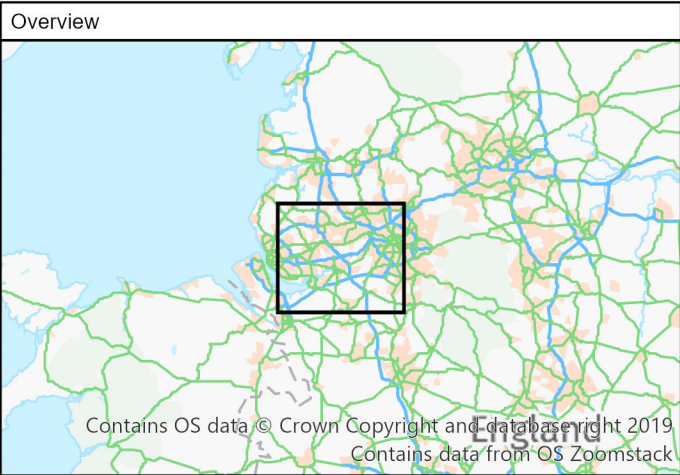 Overview
England
Contains OS data © Crown Copyright and database right 2019
Contains data from OS Zoomstack